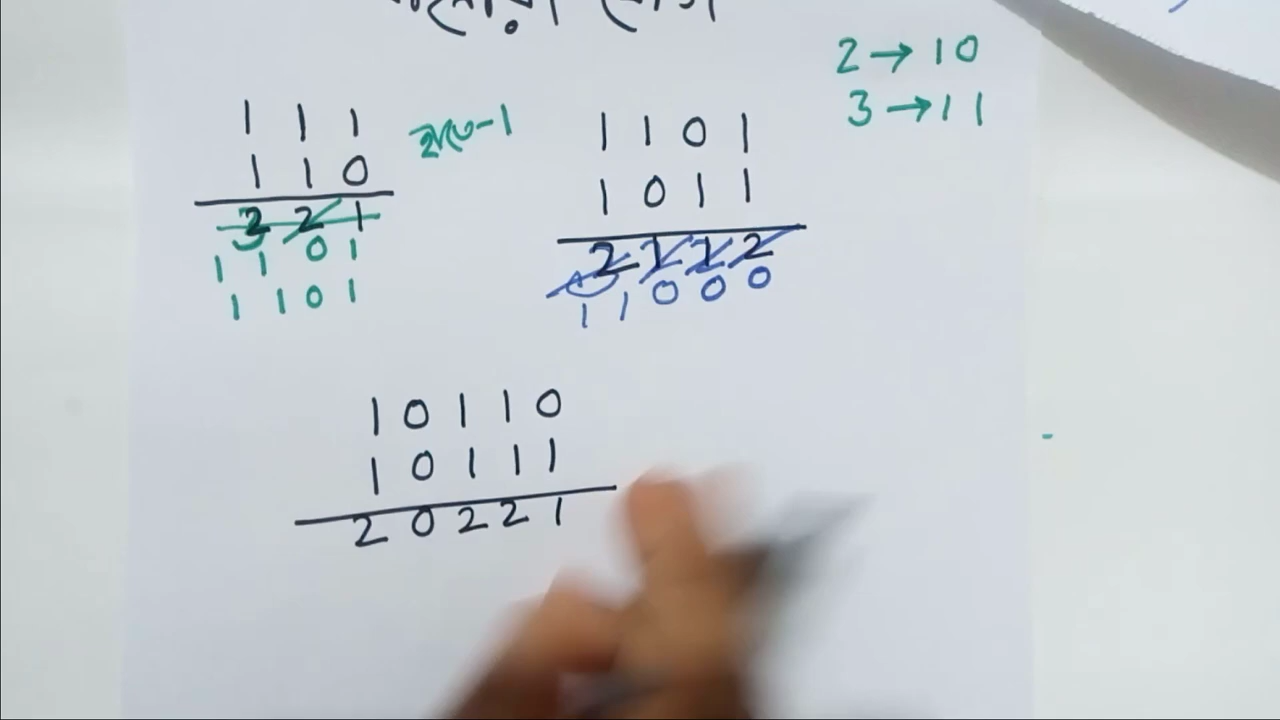 2 → 10
3 → 11
1 1 1
1 1 0
2 2 1
1 1 0 1
1 1 0 1
হাতে-1
1 1 0 1
1 0 1 1
2 1 1 2
1 1 0 0 0
1 0 1 1 0
1 0 1 1 1
2 0 2 2 1